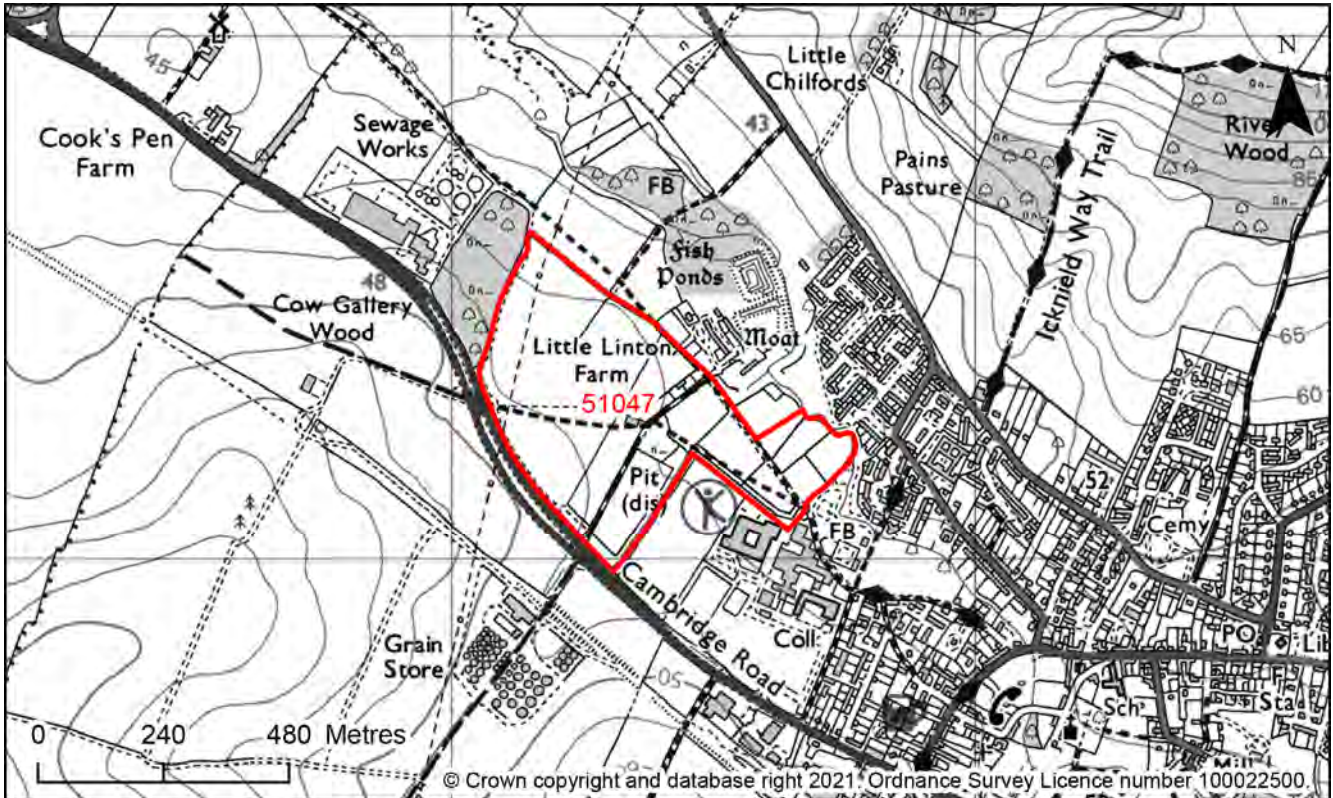 45
Cook's Pen
Farm
Sewage
Works
Little
Chilfords
43
N
River
Wood
85
Pains
Pasture
Icknield Way Trail
FB
Fish
Ponds
48
Cow Gallery
Wood
Moat
Little Linton
Farm
51047
65
60
Pit
(dis)
52
FB
Cemy
Cambridge Road
Coll
Grain
Store
50
PO
Lib
F
Sta
Sch
Mill
0 240 480 Metres
© Crown copyright and database right 2021. Ordnance Survey Licence number 100022500.